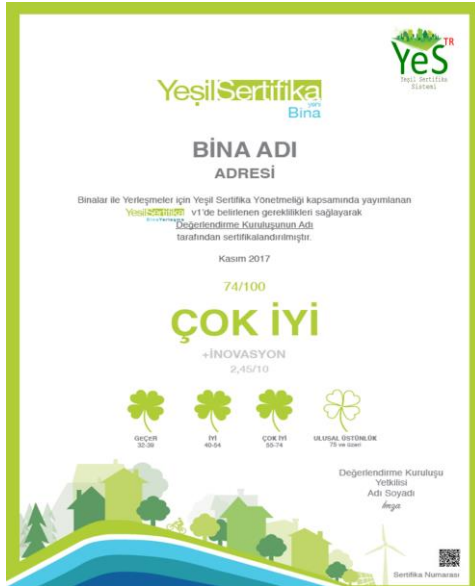 YeS TR
Yeşil Sertifika
Sistemi
YeşilSertifika
yeni
Bina
BİNA ADI
ADRESİ
Binalar ile Yerleşmeler için Yeşil Sertifika Yönetmeliği kapsamında yayımlanan
YeşilSertifika v1'de belirlenen gereklilikleri sağlayarak
BinaYerleşme
Değerlendirme Kuruluşunun Adı
tarafından sertifikalandırılmıştır.
Kasım 2017
74/100
ÇOK İYİ
+İNOVASYON
2,45/10
GEÇER İYİ ÇOK İYİ ULUSAL ÜSTÜNLÜK
32-39 40-54 55-74 75 ve üzeri
Değerlendirme Kuruluşu
Yetkilisi
Adı Soyadı
İmza
Sertifika Numarası